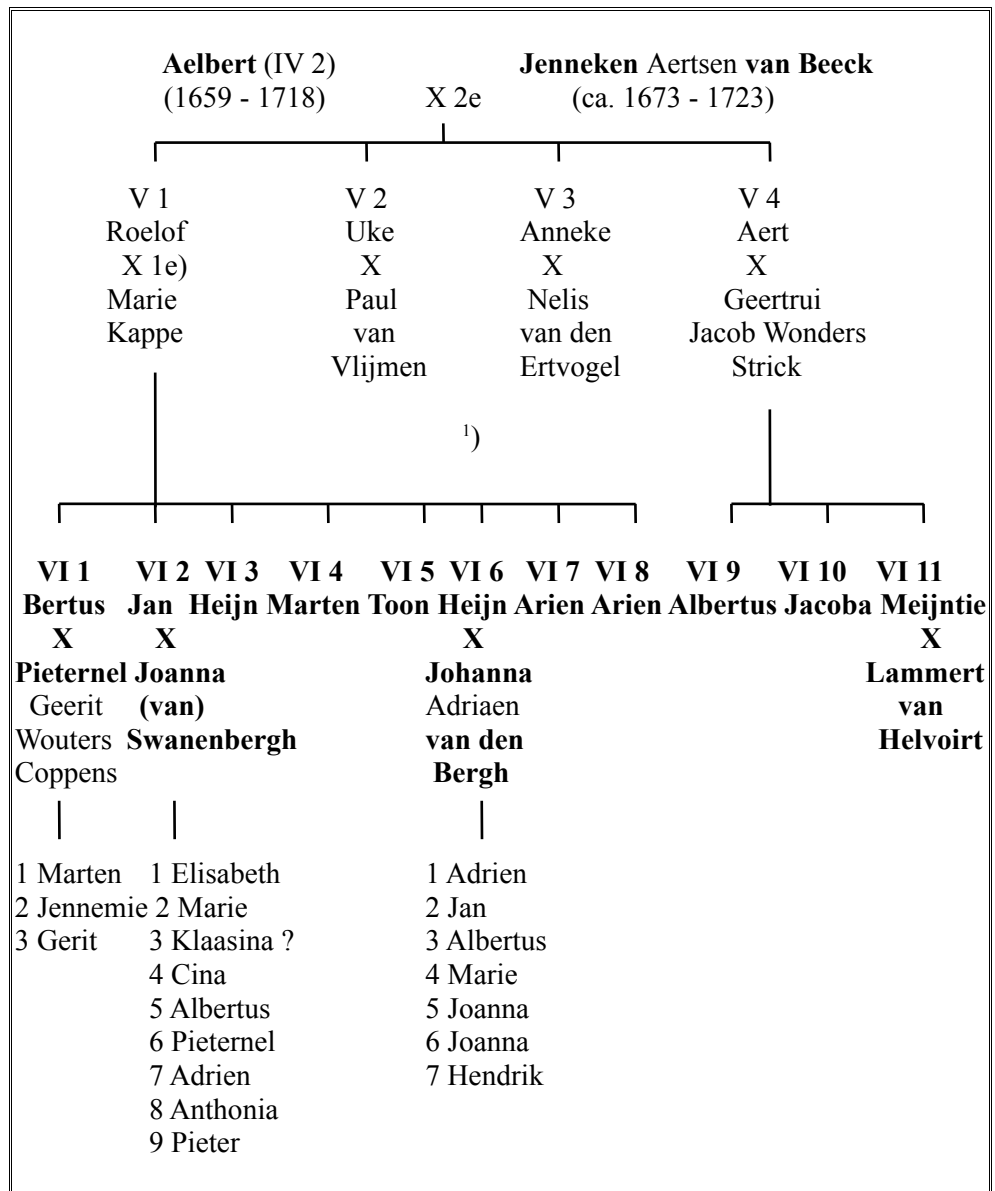 Aelbert (IV 2) Jenneken Aertsen van Beeck
(1659 - 1718) X 2e (ca. 1673 - 1723)
V 1 V 2 V 3 V 4
Roelof Uke Anneke Aert
X 1e) X X X
Marie Paul Nelis Geertrui
Kappe van van den Jacob Wonders
Vlijmen Ertvogel Strick
1)
VI 1 VI 2 VI 3 VI 4 VI 5 VI 6 VI 7 VI 8 VI 9 VI 10 VI 11
Bertus Jan Heijn Marten Toon Heijn Arien Arien Albertus Jacoba Meijntie
X X X X
Pieternel Joanna Johanna Lammert
Geerit (van) Adriaen van
Wouters Swanenbergh van den Helvoirt
Coppens Bergh
1 Marten 1 Elisabeth 1 Adrien
2 Jennemie 2 Marie 2 Jan
3 Gerit 3 Klaasina ? 3 Albertus
4 Cina 4 Marie
5 Albertus 5 Joanna
6 Pieternel 6 Joanna
7 Adrien 7 Hendrik
8 Anthonia
9 Pieter